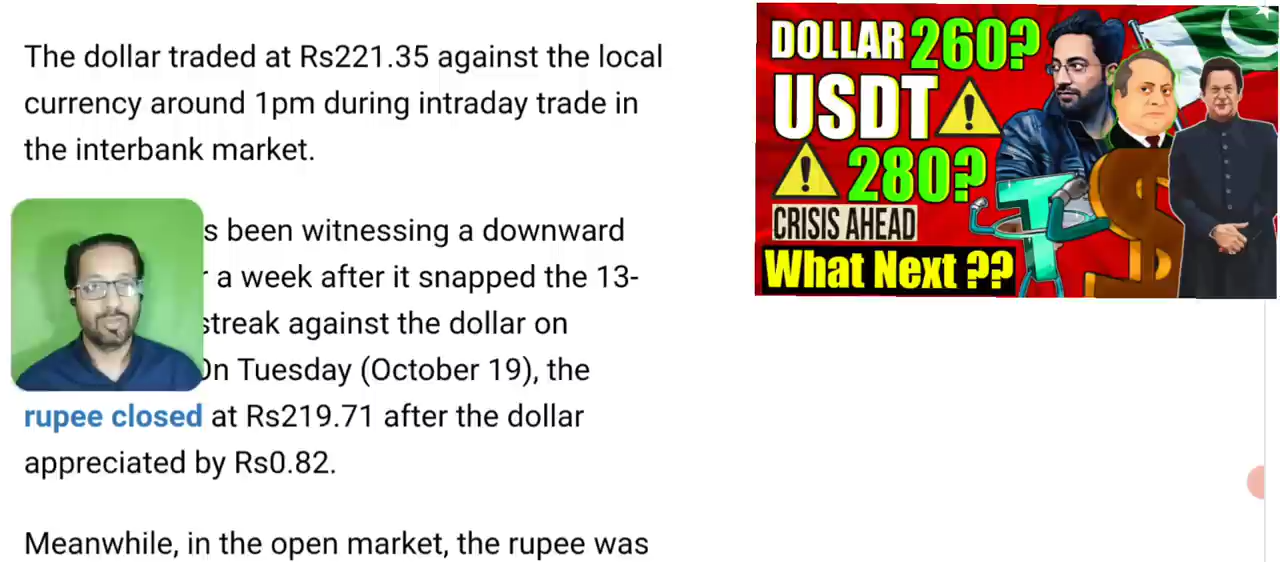 The dollar traded at Rs221.35 against the local
currency around 1pm during intraday trade in
the interbank market.
s been witnessing a downward
r a week after it snapped the 13-
streak against the dollar on
On Tuesday (October 19), the
rupee closed at Rs219.71 after the dollar
appreciated by Rs0.82.
Meanwhile, in the open market, the rupee was
DOLLAR 260?
USDT
280?
CRISIS AHEAD
What Next ??